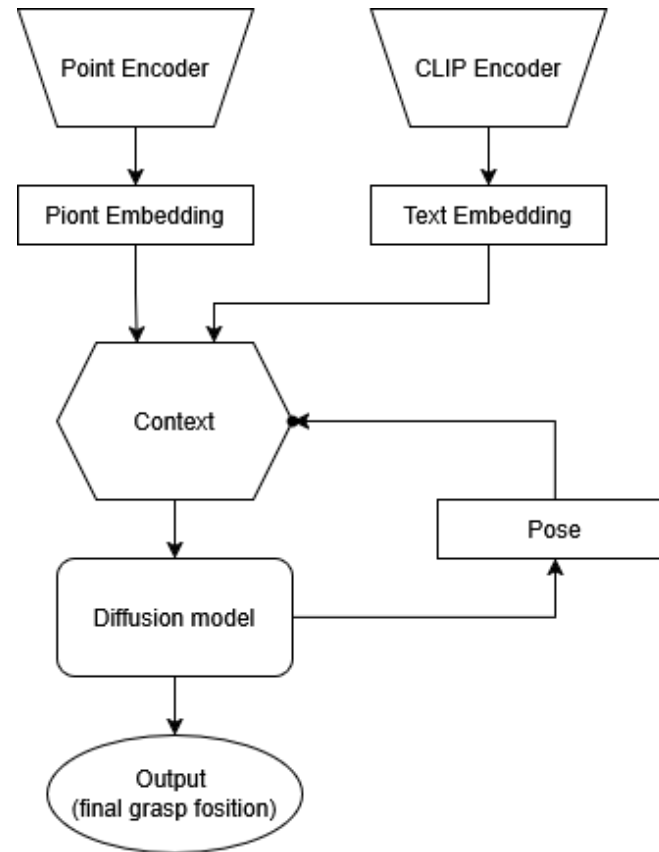 Point Encoder
CLIP Encoder
Piont Embedding
Text Embedding
Context
Pose
Diffusion model
Output
(final grasp fosition)